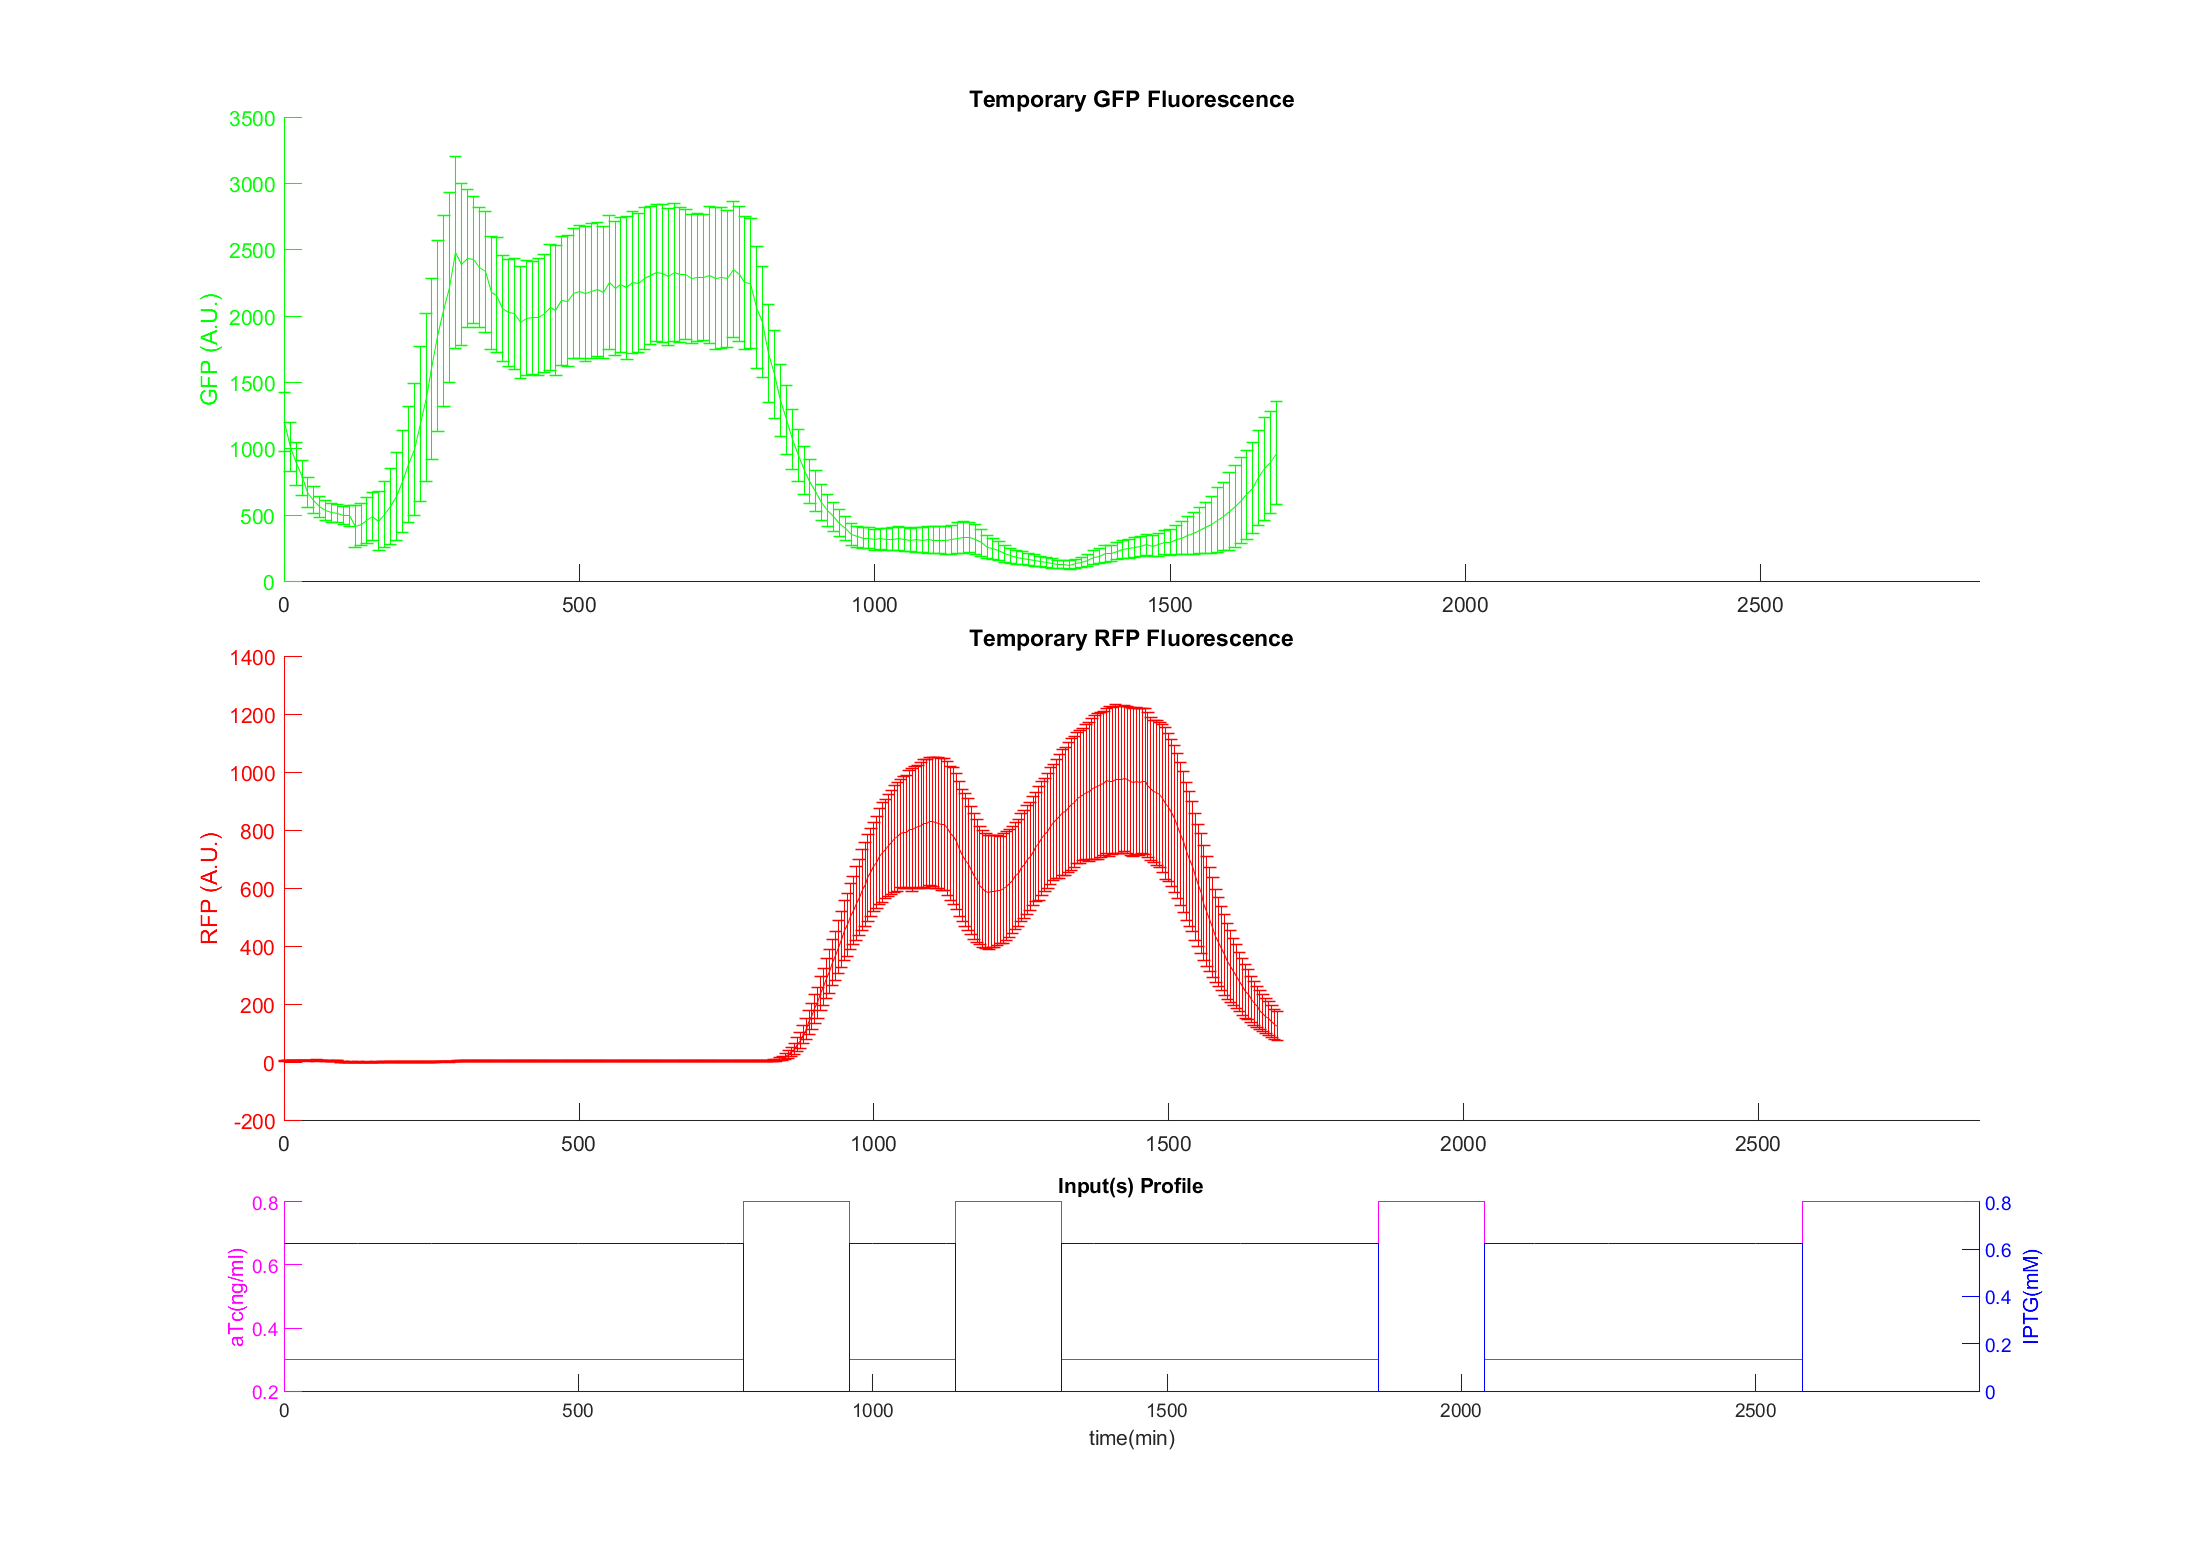 Temporary GFP Fluorescence
3500
3000
2500
2000
1500
1000
500
0
GFP (A.U.)
0 500 1000 1500 2000 2500
Temporary RFP Fluorescence
1400
1200
1000
800
600
400
200
0
-200
RFP (A.U.)
0 500 1000 1500 2000 2500
Input(s) Profile
0.8
0.6
0.4
0.2
aTc(ng/ml)
0.8
0.6
0.4
0.2
0
IPTG(mM)
0 500 1000 1500 2000 2500
time(min)